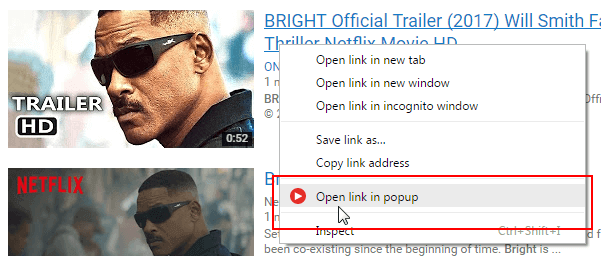 BRIGHT Official Trailer (2017) Will Smith Fa
Thriller Netflix Movie HD
TRAILER
HD
0:52
ON
1 m
BR
Offi
© 2
Open link in new tab
Open link in new window
Open link in incognito window
Save link as...
Copy link address
Open link in popup
Inspect
Ctrl+Shift+I
NETFLIX
B
Ne
1 m
Set
been co-existing since the beginning of time. Bright is ...